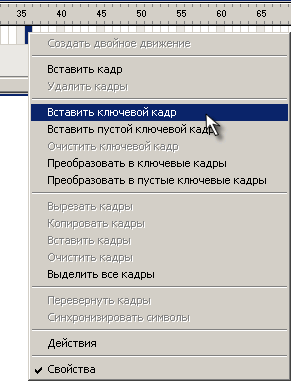 35 40 45 50 55 60 65
Создать двойное движение
Вставить кадр
Удалить кадры
Вставить ключевой кадр
Вставить пустой ключевой кадр
Очистить ключевой кадр
Преобразовать в ключевые кадры
Преобразовать в пустые ключевые кадры
Вырезать кадры
Копировать кадры
Вставить кадры
Очистить кадры
Выделить все кадры
Перевернуть кадры
Синхронизировать символы
Действия
Свойства